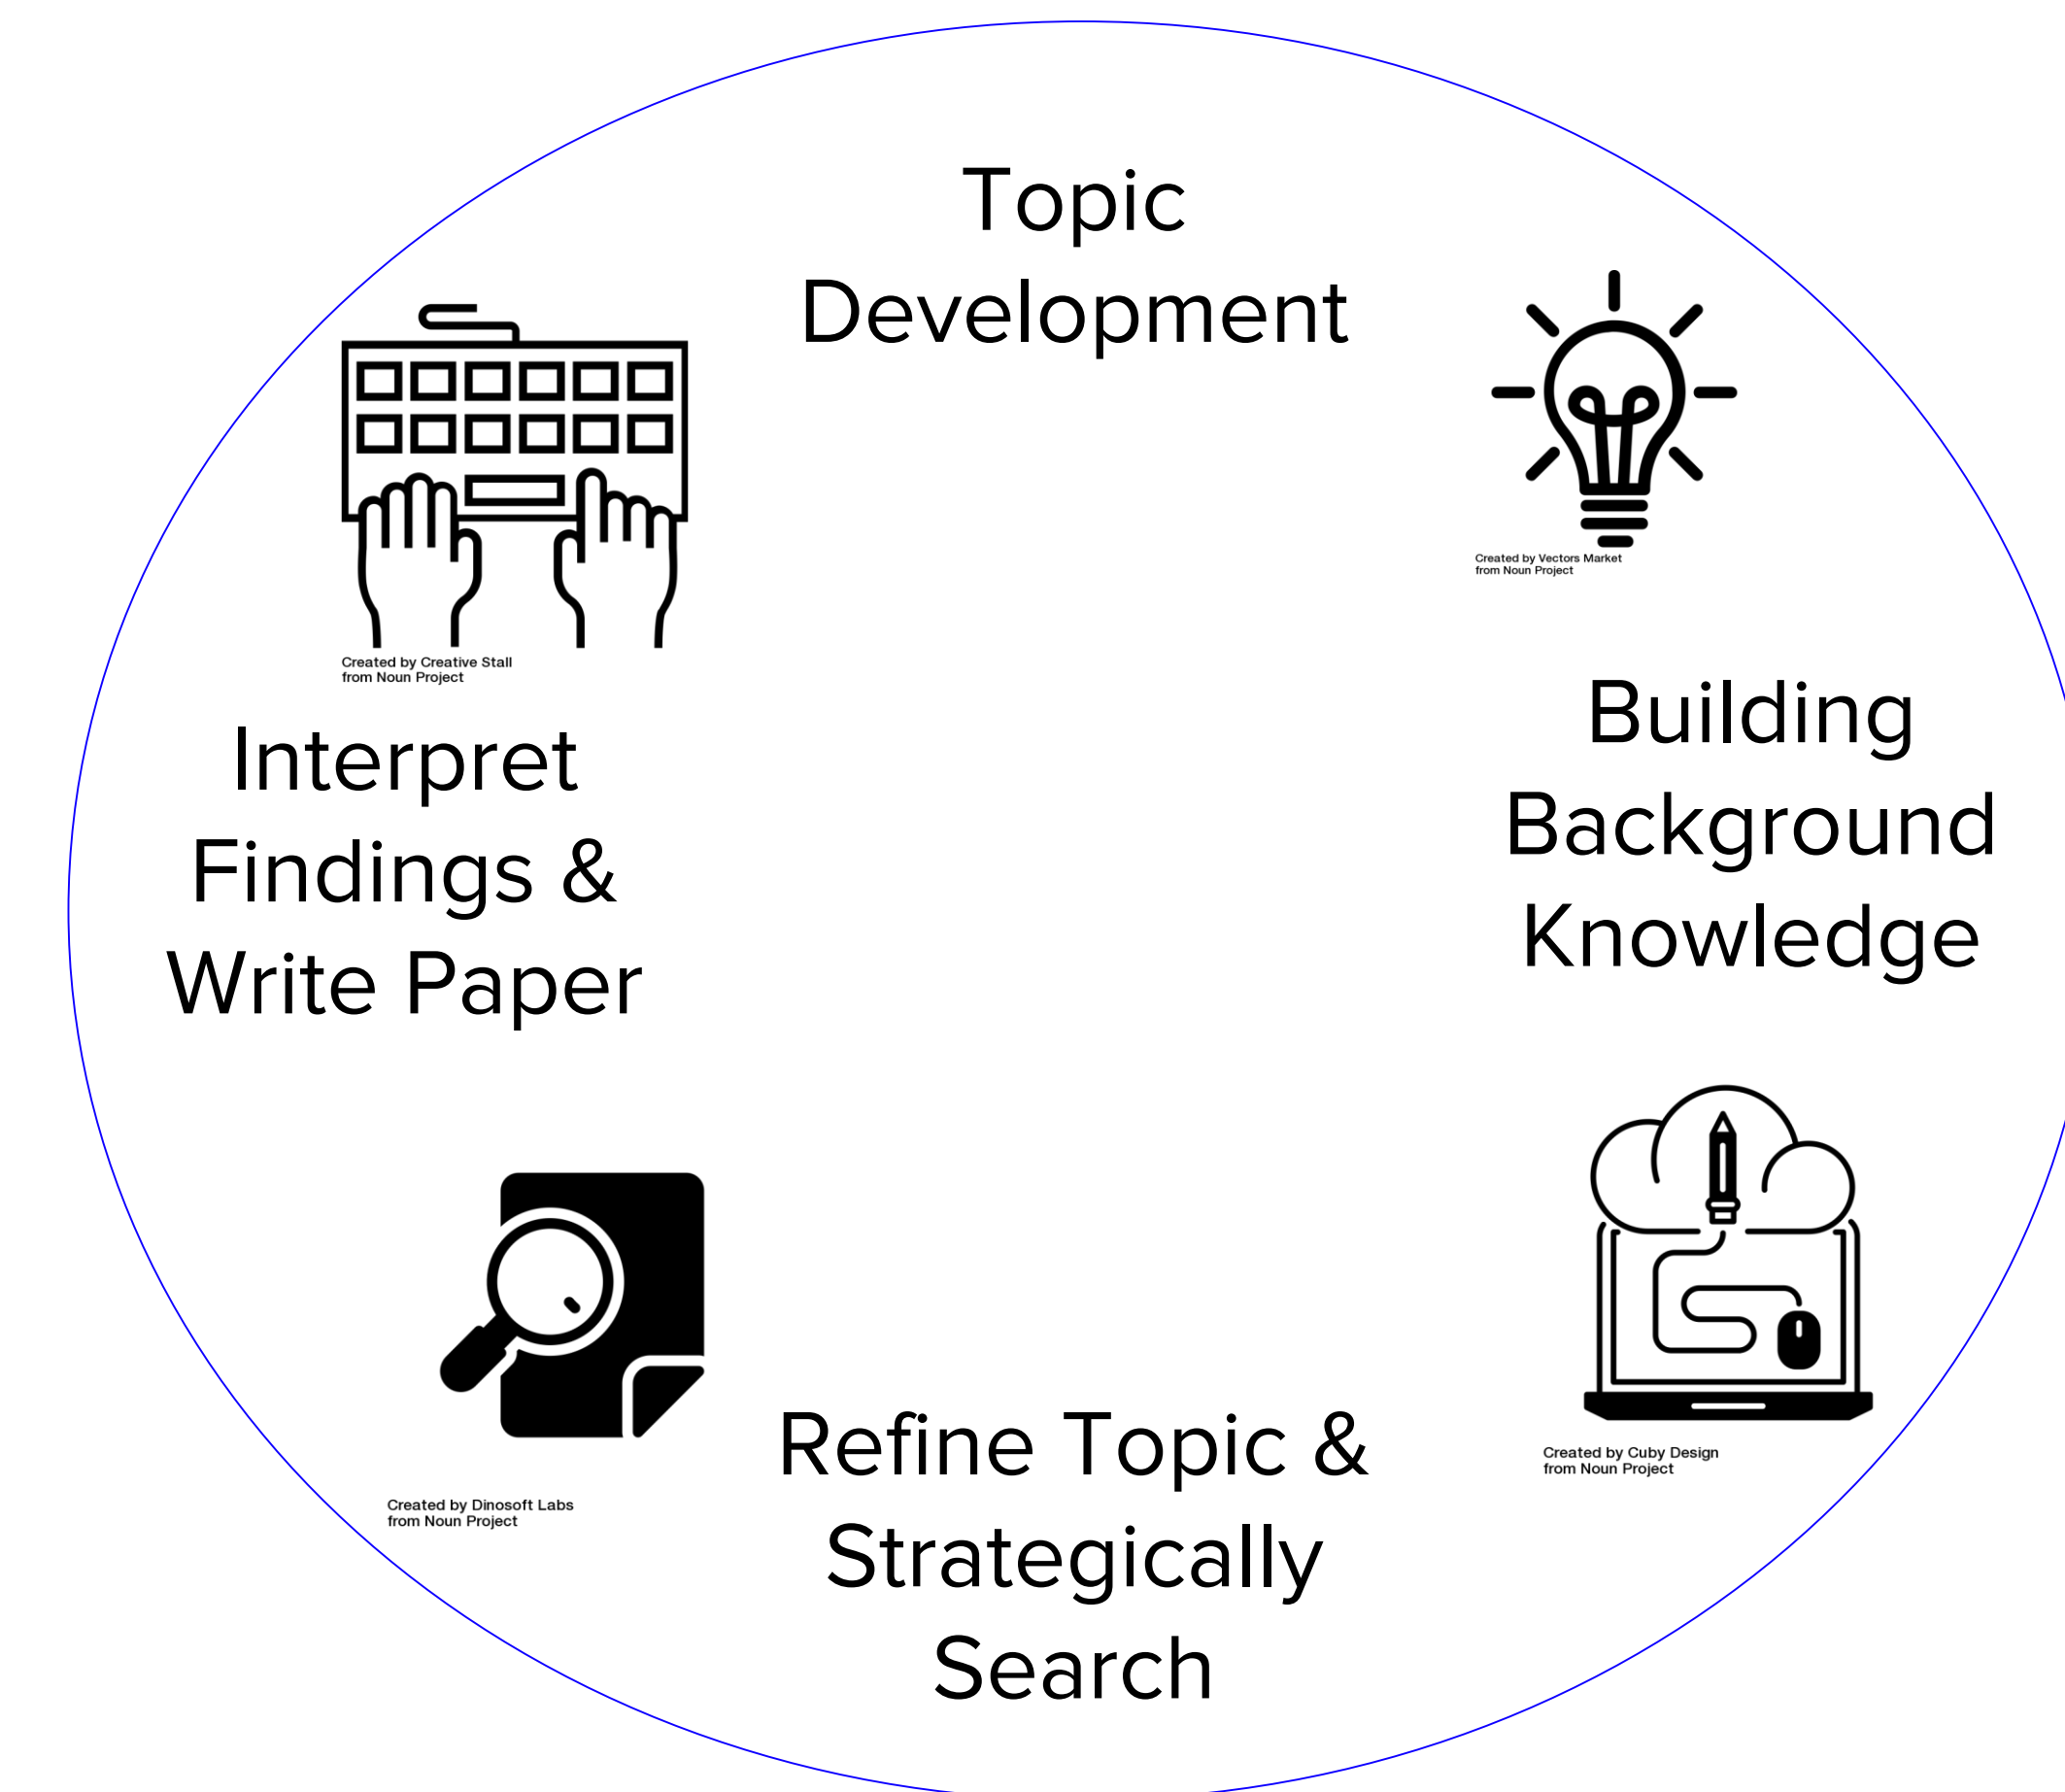 Topic
Development
Created by Vectors Market
from Noun Project
Building
Background
Knowledge
Created by Cuby Design
from Noun Project
Refine Topic &
Strategically
Search
Created by Dinosoft Labs
from Noun Project
Created by Creative Stall
from Noun Project
Interpret
Findings &
Write Paper